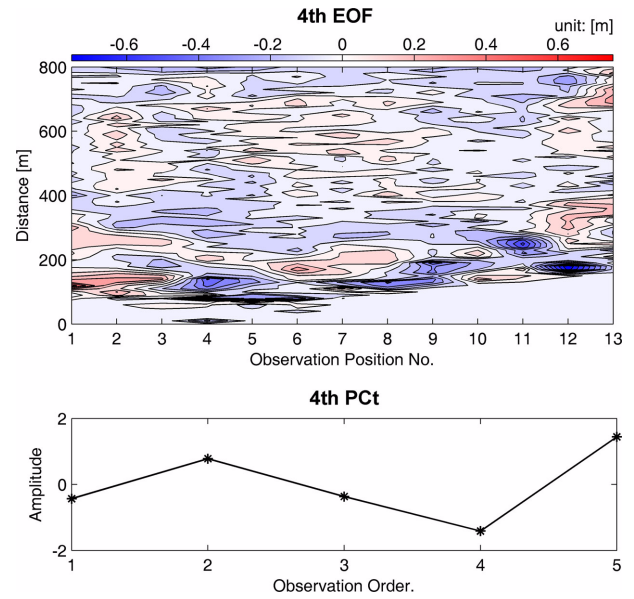 4th EOF
unit: [m]
-0.6 -0.4 -0.2 0 0.2 0.4 0.6
800
600
400
200
0
Distance [m]
1 2 3 4 5 6 7 8 9 10 11 12 13
Observation Position No.
4th PCt
2
0
-2
Amplitude
1 2 3 4 5
Observation Order.